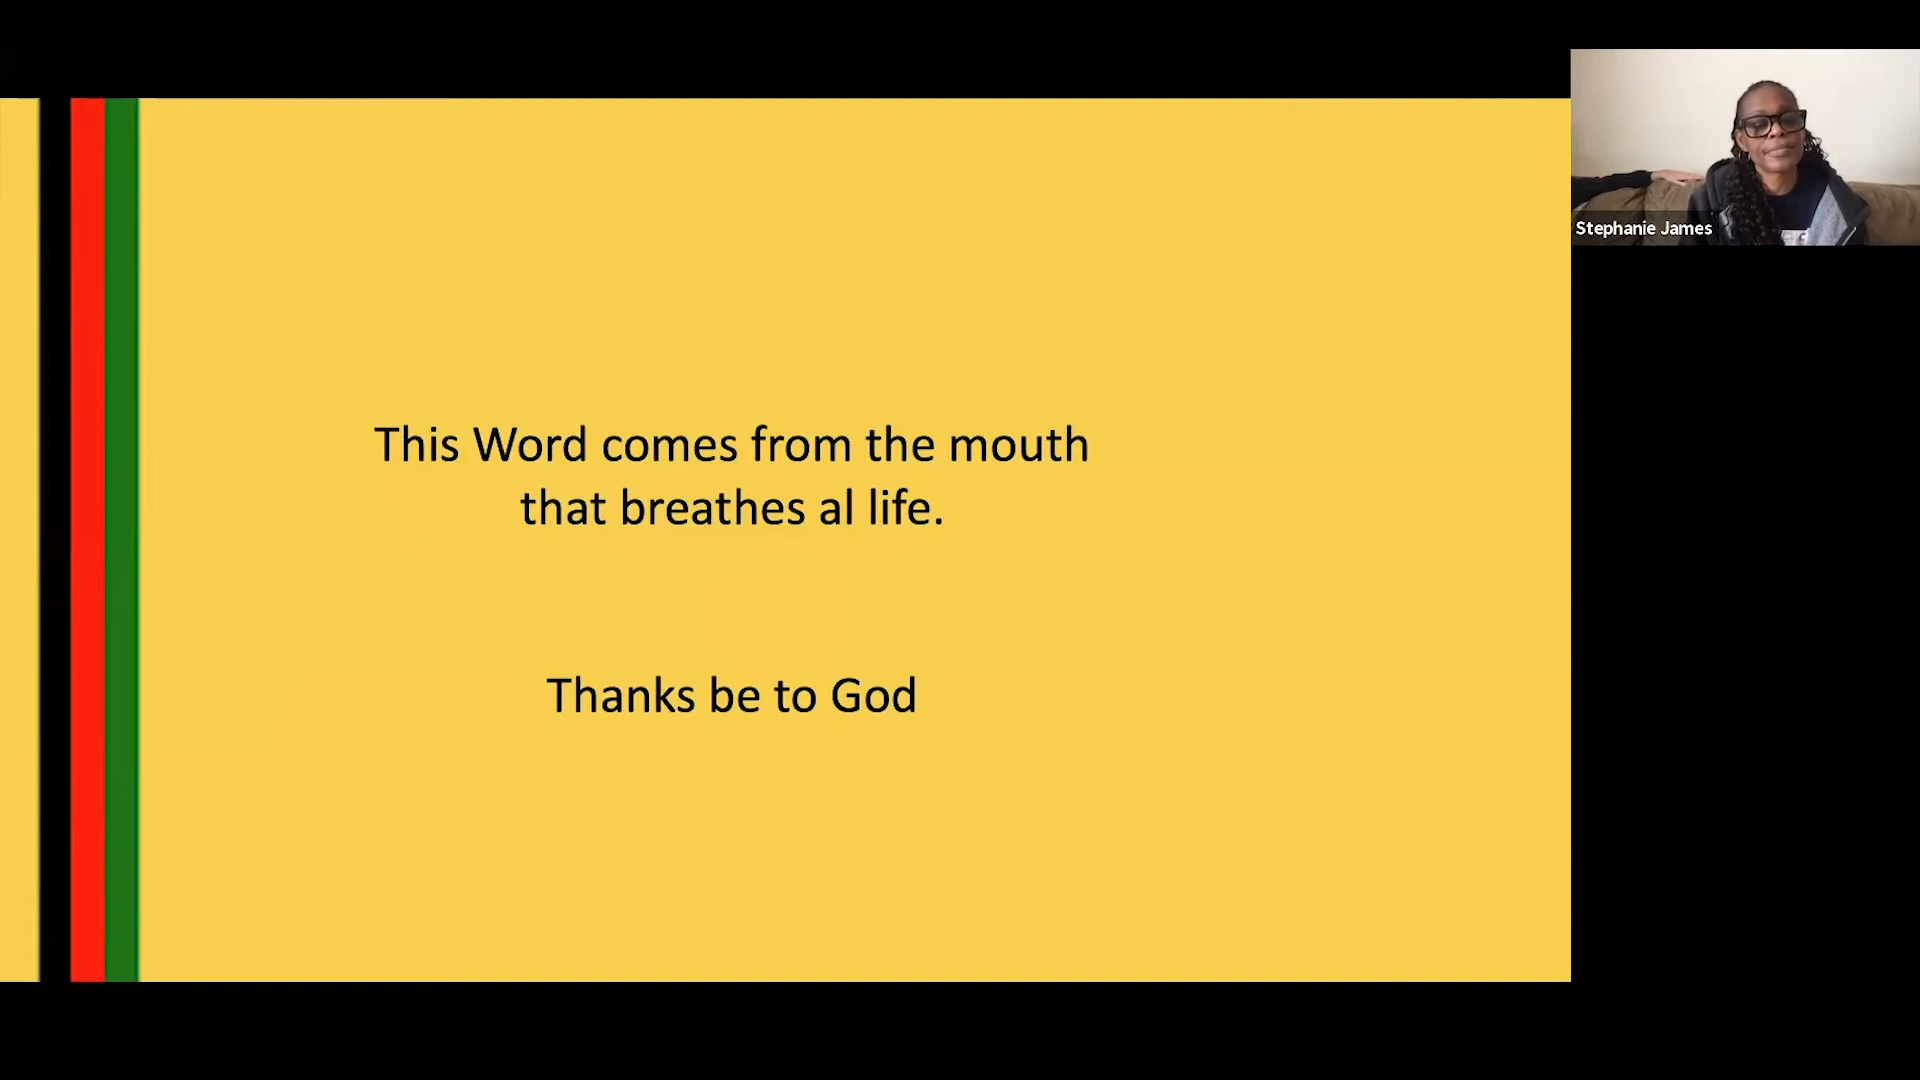 This Word comes from the mouth
that breathes al life.
Thanks be to God
Stephanie James